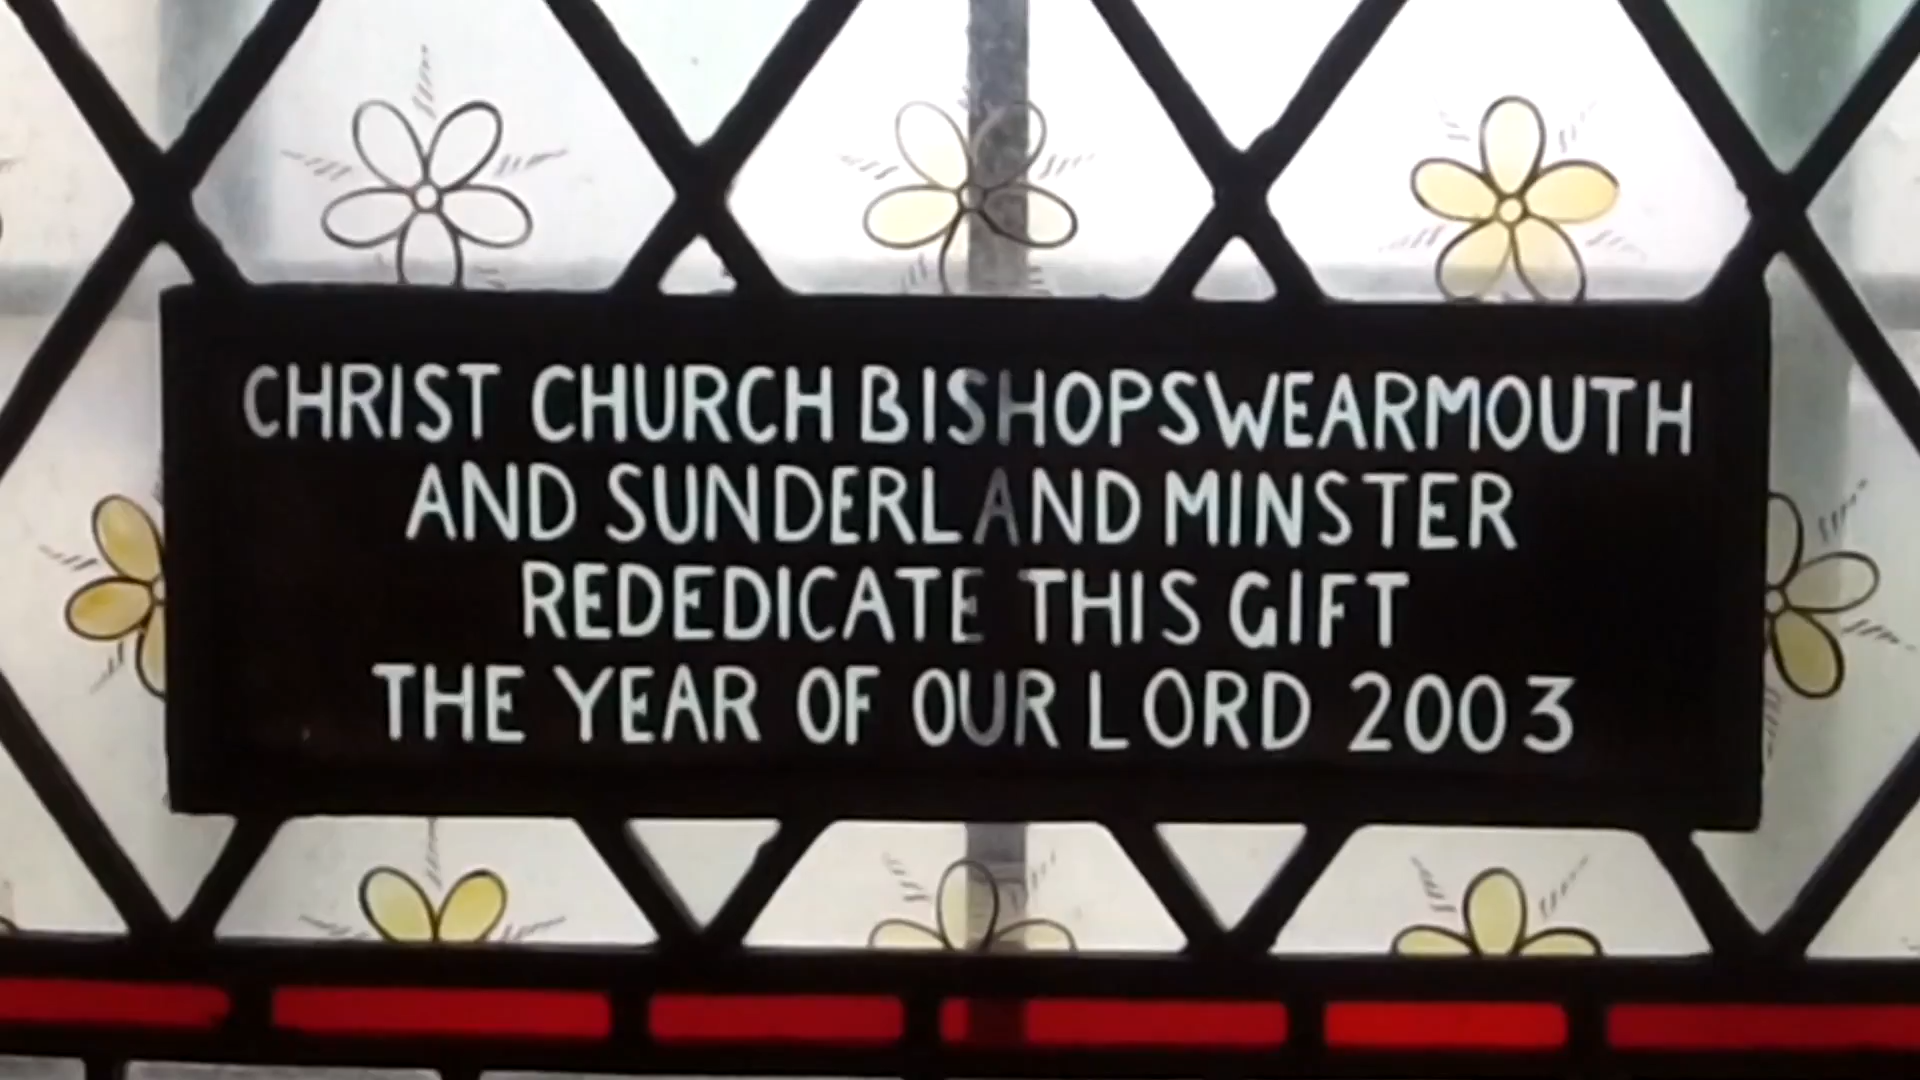 CHRIST CHURCH BISHOPSWEARMOUTH
AND SUNDERLAND MINSTER
REDEDICATE THIS GIFT
THE YEAR OF OUR LORD 2003